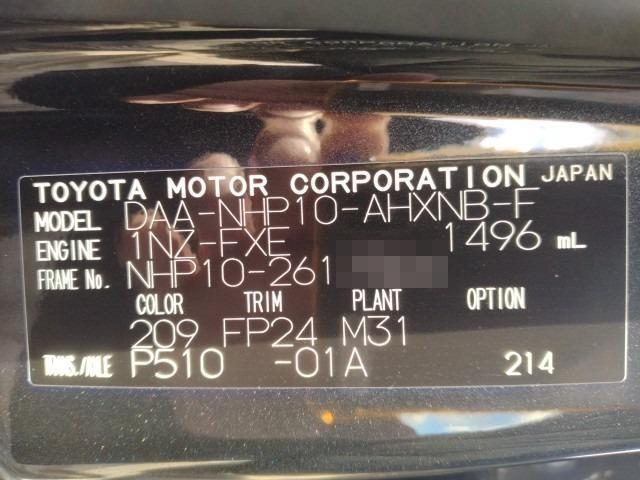 TOYOTA MOTOR CORPORATION JAPAN
MODEL DAA-NHP10-AHXNB-F
ENGINE 1NZ-FXE 1496 mL
FRAME No. NHP10-261
COLOR TRIM PLANT OPTION
209 FP24 M31
TRANS./AXLE P510 -01A 214